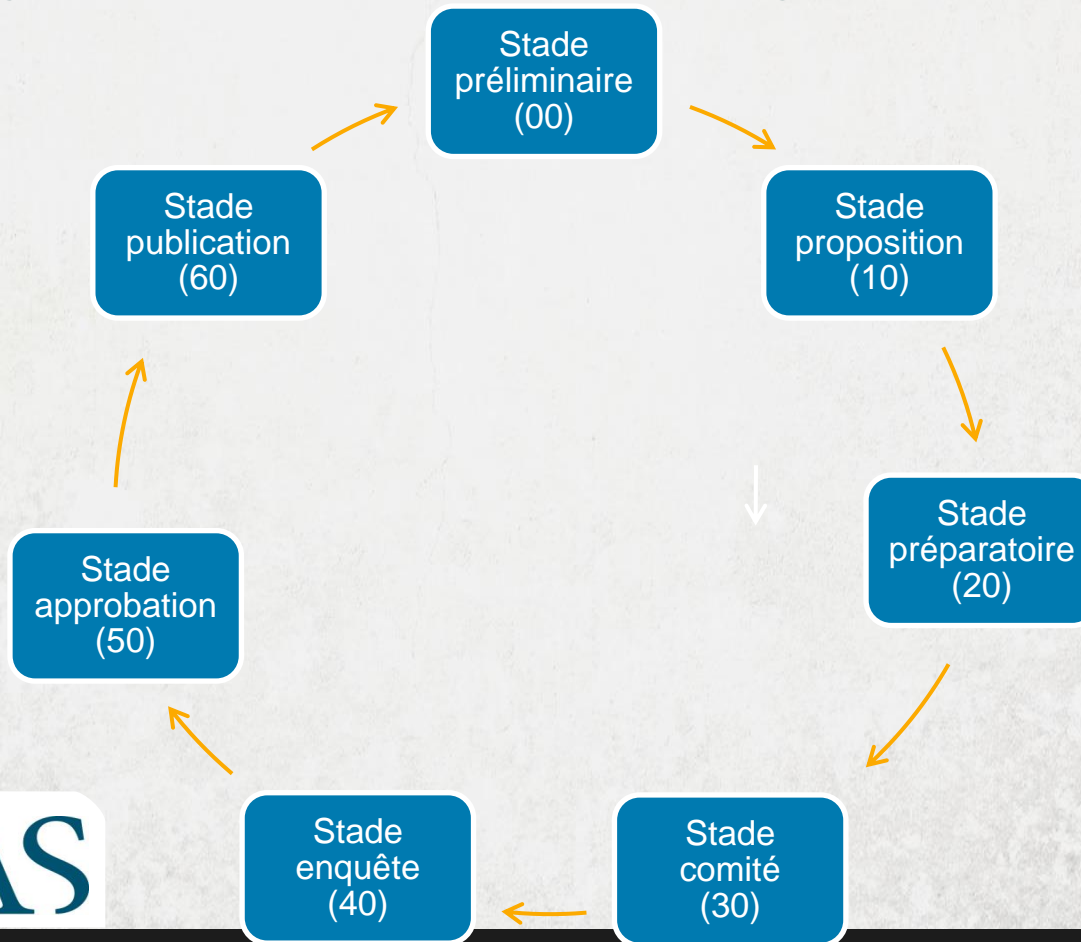 Stade
préliminaire
(00)
Stade
proposition
(10)
Stade
préparatoire
(20)
Stade
comité
(30)
Stade
enquête
(40)
Stade
approbation
(50)
Stade
publication
(60)
AS